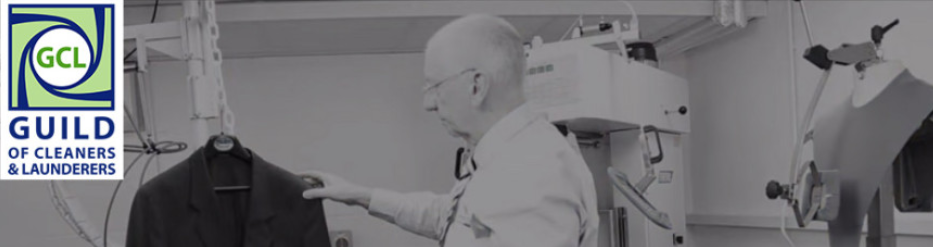 GCL
GUILD
OF CLEANERS
& LAUNDERERS